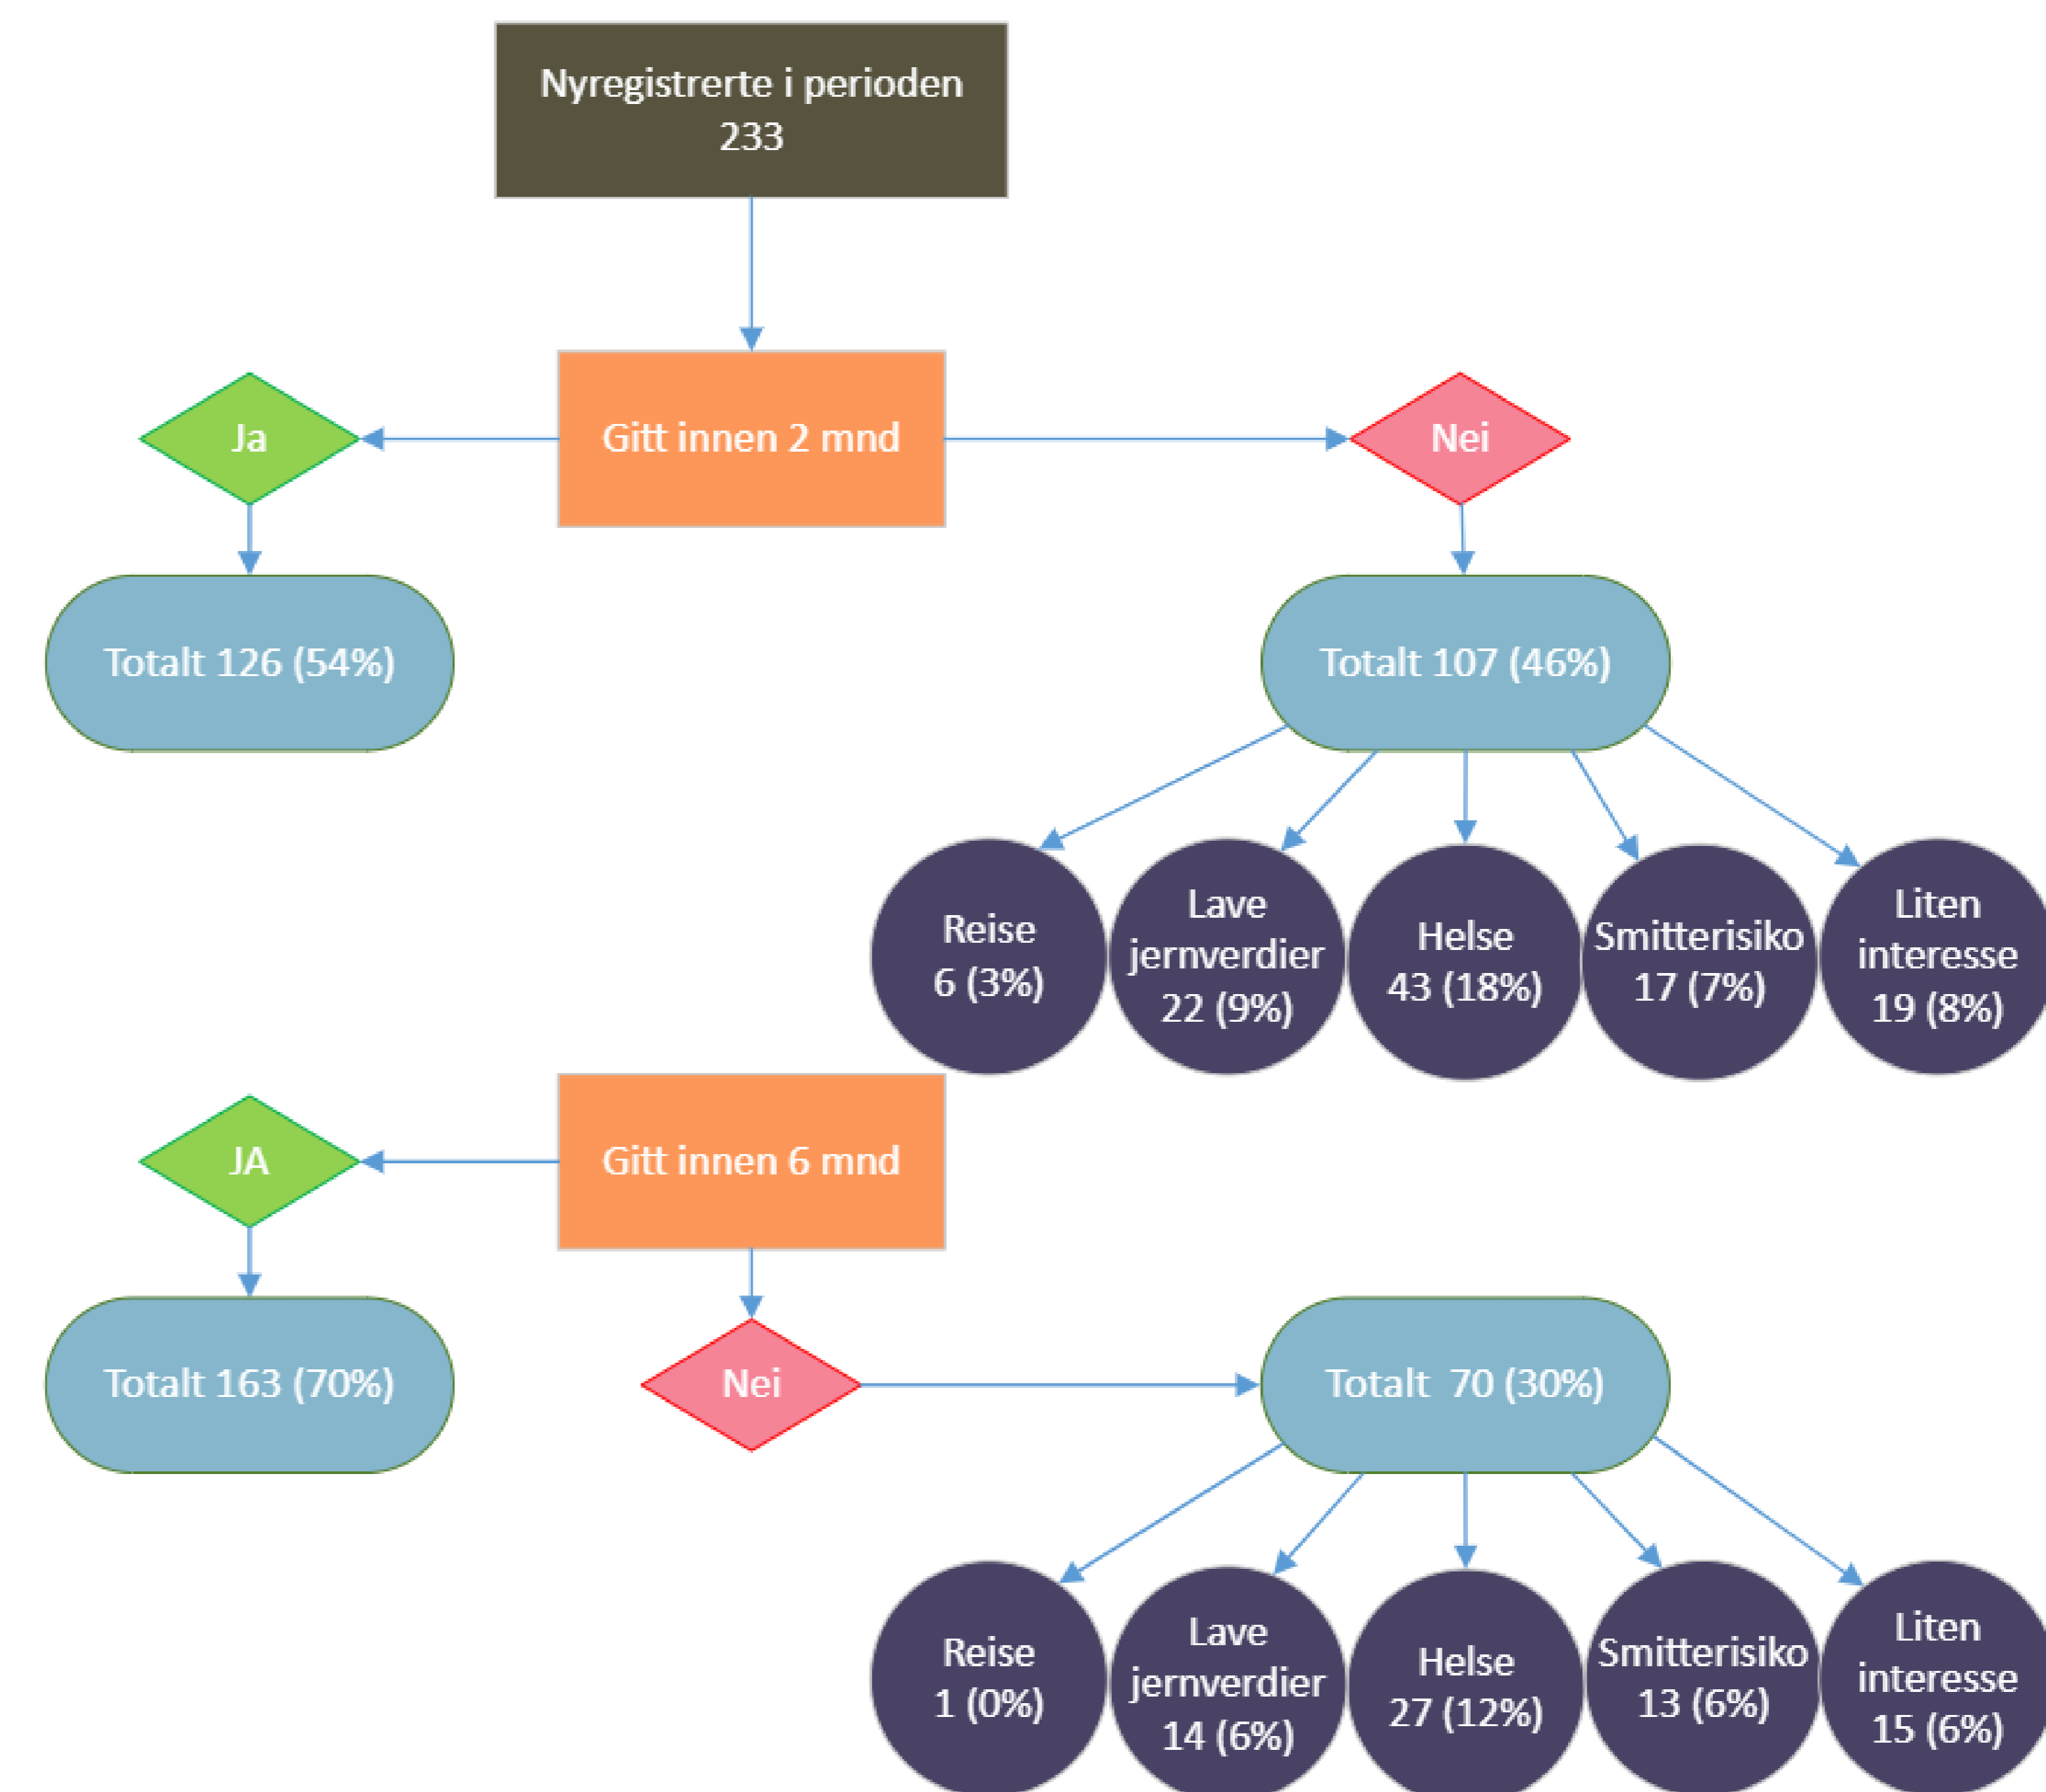 Nyregistrerte i perioden
233
Ja
Gitt innen 2 mnd
Nei
Totalt 126 (54%)
Totalt 107 (46%)
Reise
6 (3%)
Lave
jernverdier
22 (9%)
Helse
43 (18%)
Smitterisiko
17 (7%)
Liten
interesse
19 (8%)
JA
Gitt innen 6 mnd
Totalt 163 (70%)
Nei
Totalt  70 (30%)
Reise
1 (0%)
Lave
jernverdier
14 (6%)
Helse
27 (12%)
Smitterisiko
13 (6%)
Liten
interesse
15 (6%)